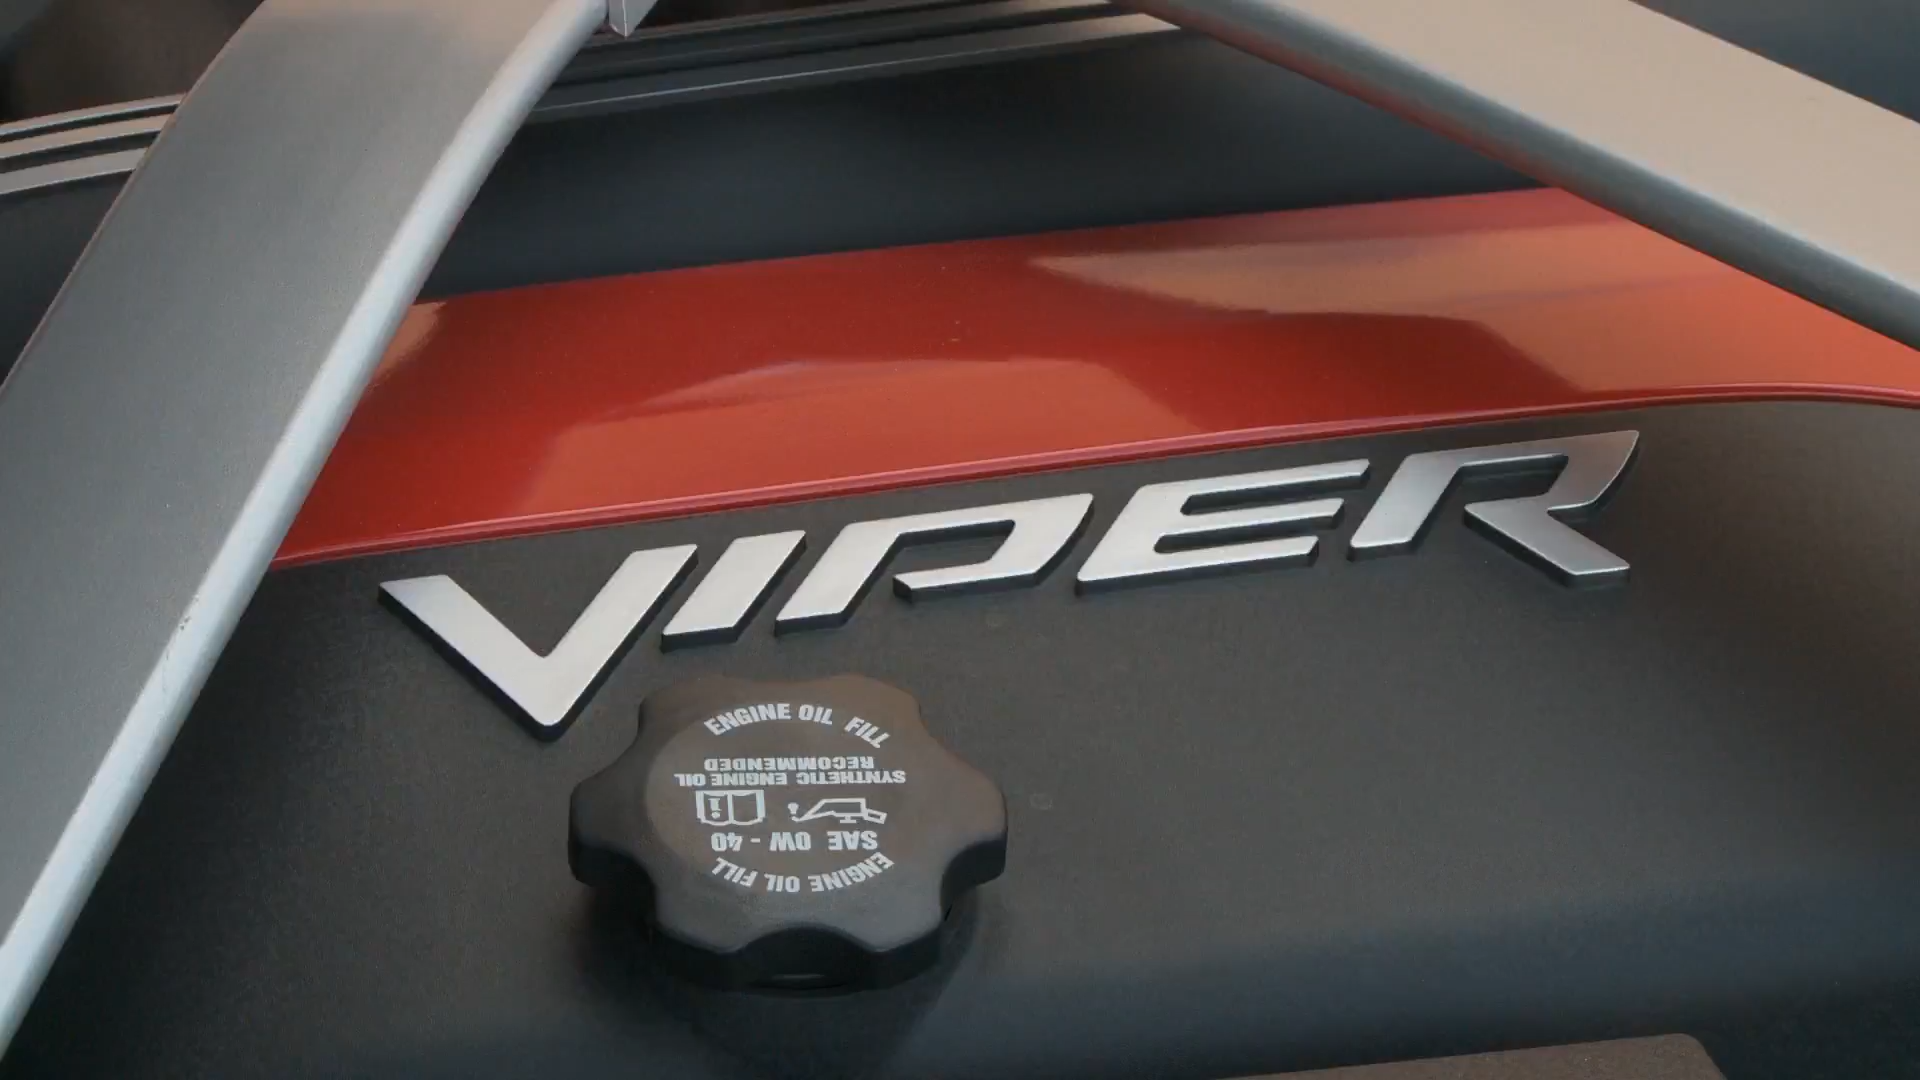 VIPER
ENGINE OIL FILL
ENGINE OIL FILL
SAE 0W-40
SYNTHETIC ENGINE OIL
RECOMMENDED